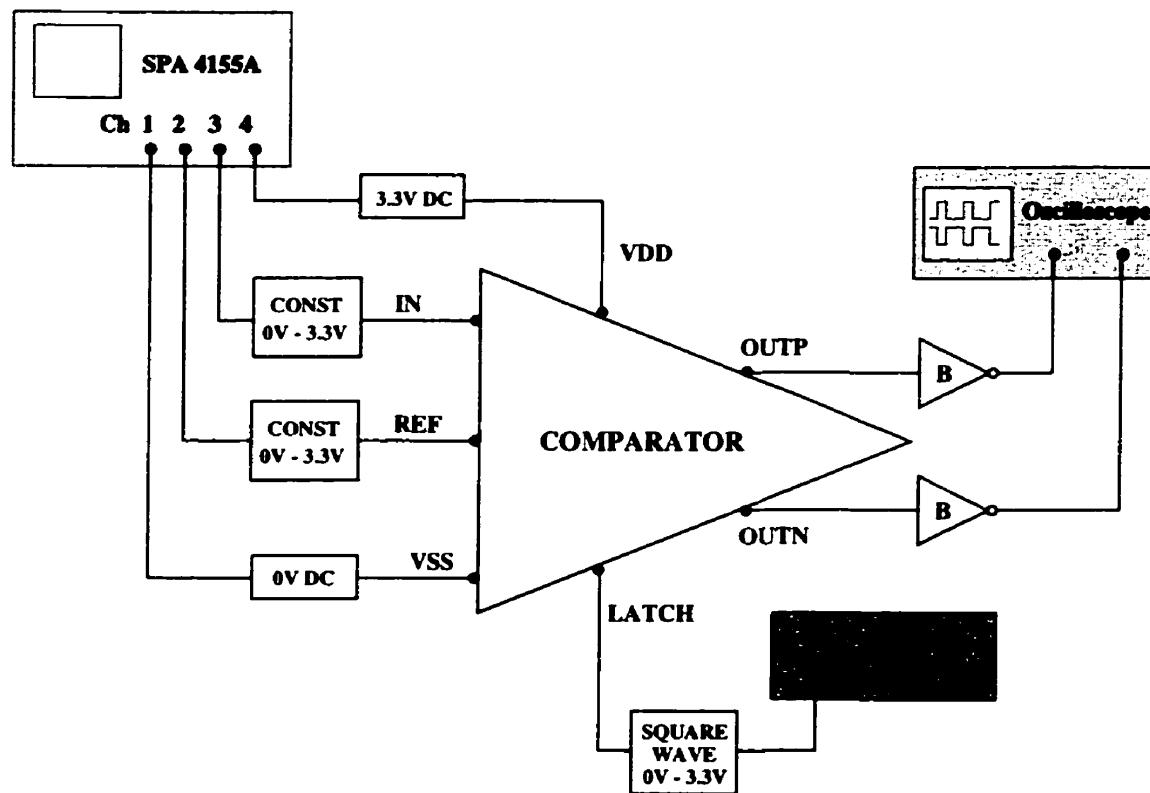 SPA 4155A
Ch 1 2 3 4
3.3V DC
Oscilloscope
VDD
CONST
0V - 3.3V
IN
OUTP
B
CONST
0V - 3.3V
REF
COMPARATOR
B
OUTN
0V DC
VSS
LATCH
SQUARE
WAVE
0V - 3.3V